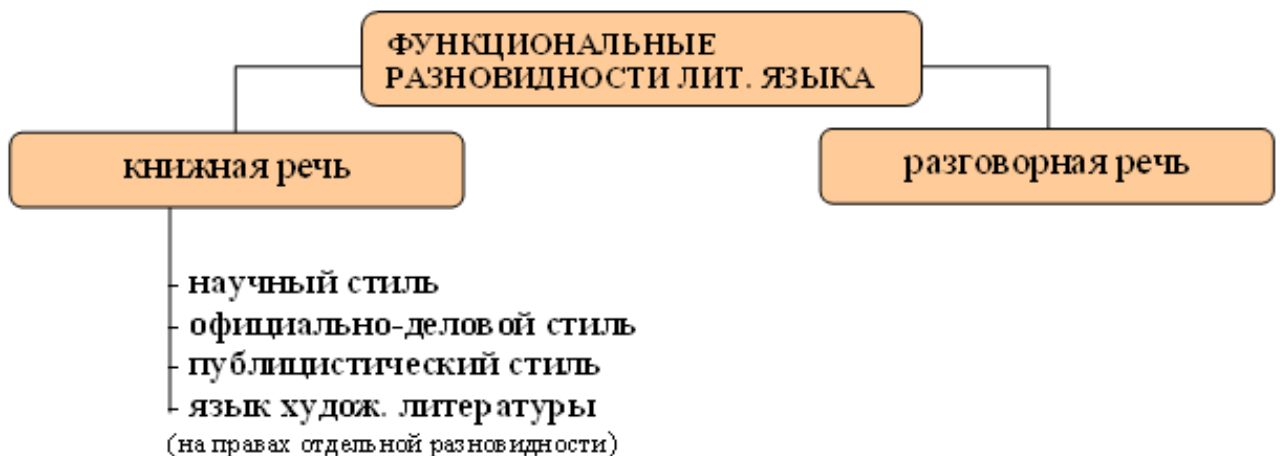 ФУНКЦИОНАЛЬНЫЕ
РАЗНОВИДНОСТИ ЛИТ. ЯЗЫКА
книжная речь
разговорная речь
- научный стиль
- официально-деловой стиль
- публицистический стиль
- язык худож. литературы
(на правах отдельной разновидности)